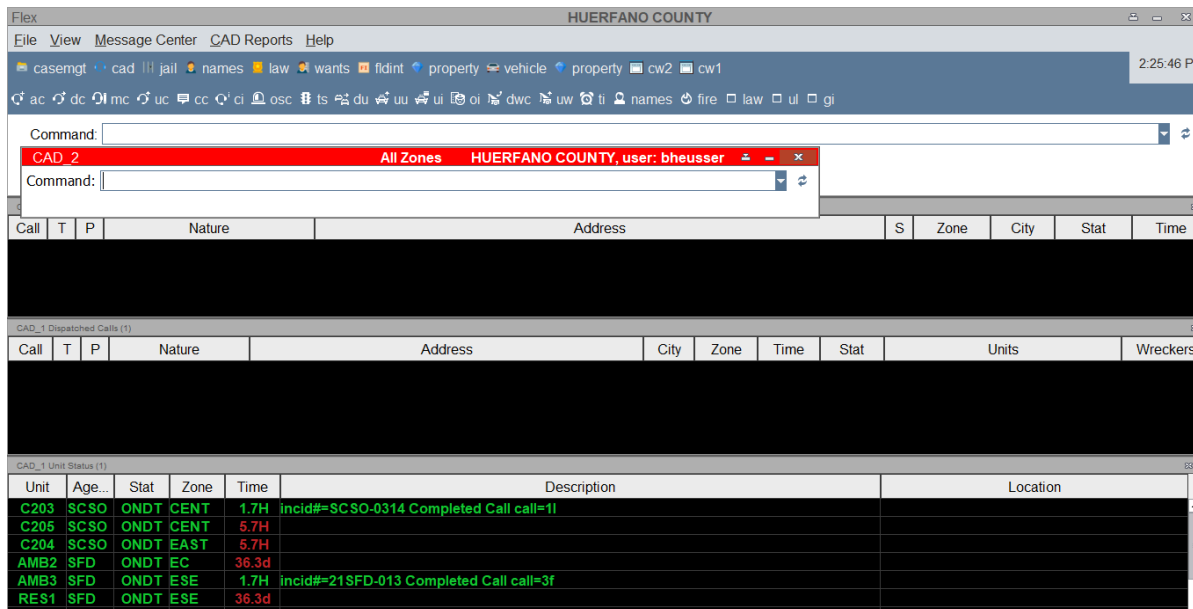 Flex HUERFANO COUNTY
File View Message Center CAD Reports Help
casemgt cad jail names law wants fldint property vehicle property cw2 cw1 2:25:46 P
ac dc mc uc cc ci osc ts du uu ui oi dwc uw ti names fire law ul gi
Command:
CAD_2 All Zones HUERFANO COUNTY, user: bheusser
Command:
Call T P Nature Address S Zone City Stat Time
CAD_1 Dispatched Calls (1)
Call T P Nature Address City Zone Time Stat Units Wreckers
CAD_1 Unit Status (1)
Unit Age... Stat Zone Time Description Location
C203 SCSO ONDT CENT 1.7H incid#=SCSO-0314 Completed Call call=1l
C205 SCSO ONDT CENT 5.7H
C204 SCSO ONDT EAST 5.7H
AMB2 SFD ONDT EC 36.3d
AMB3 SFD ONDT ESE 1.7H incid#=21SFD-013 Completed Call call=3f
RES1 SFD ONDT ESE 36.3d